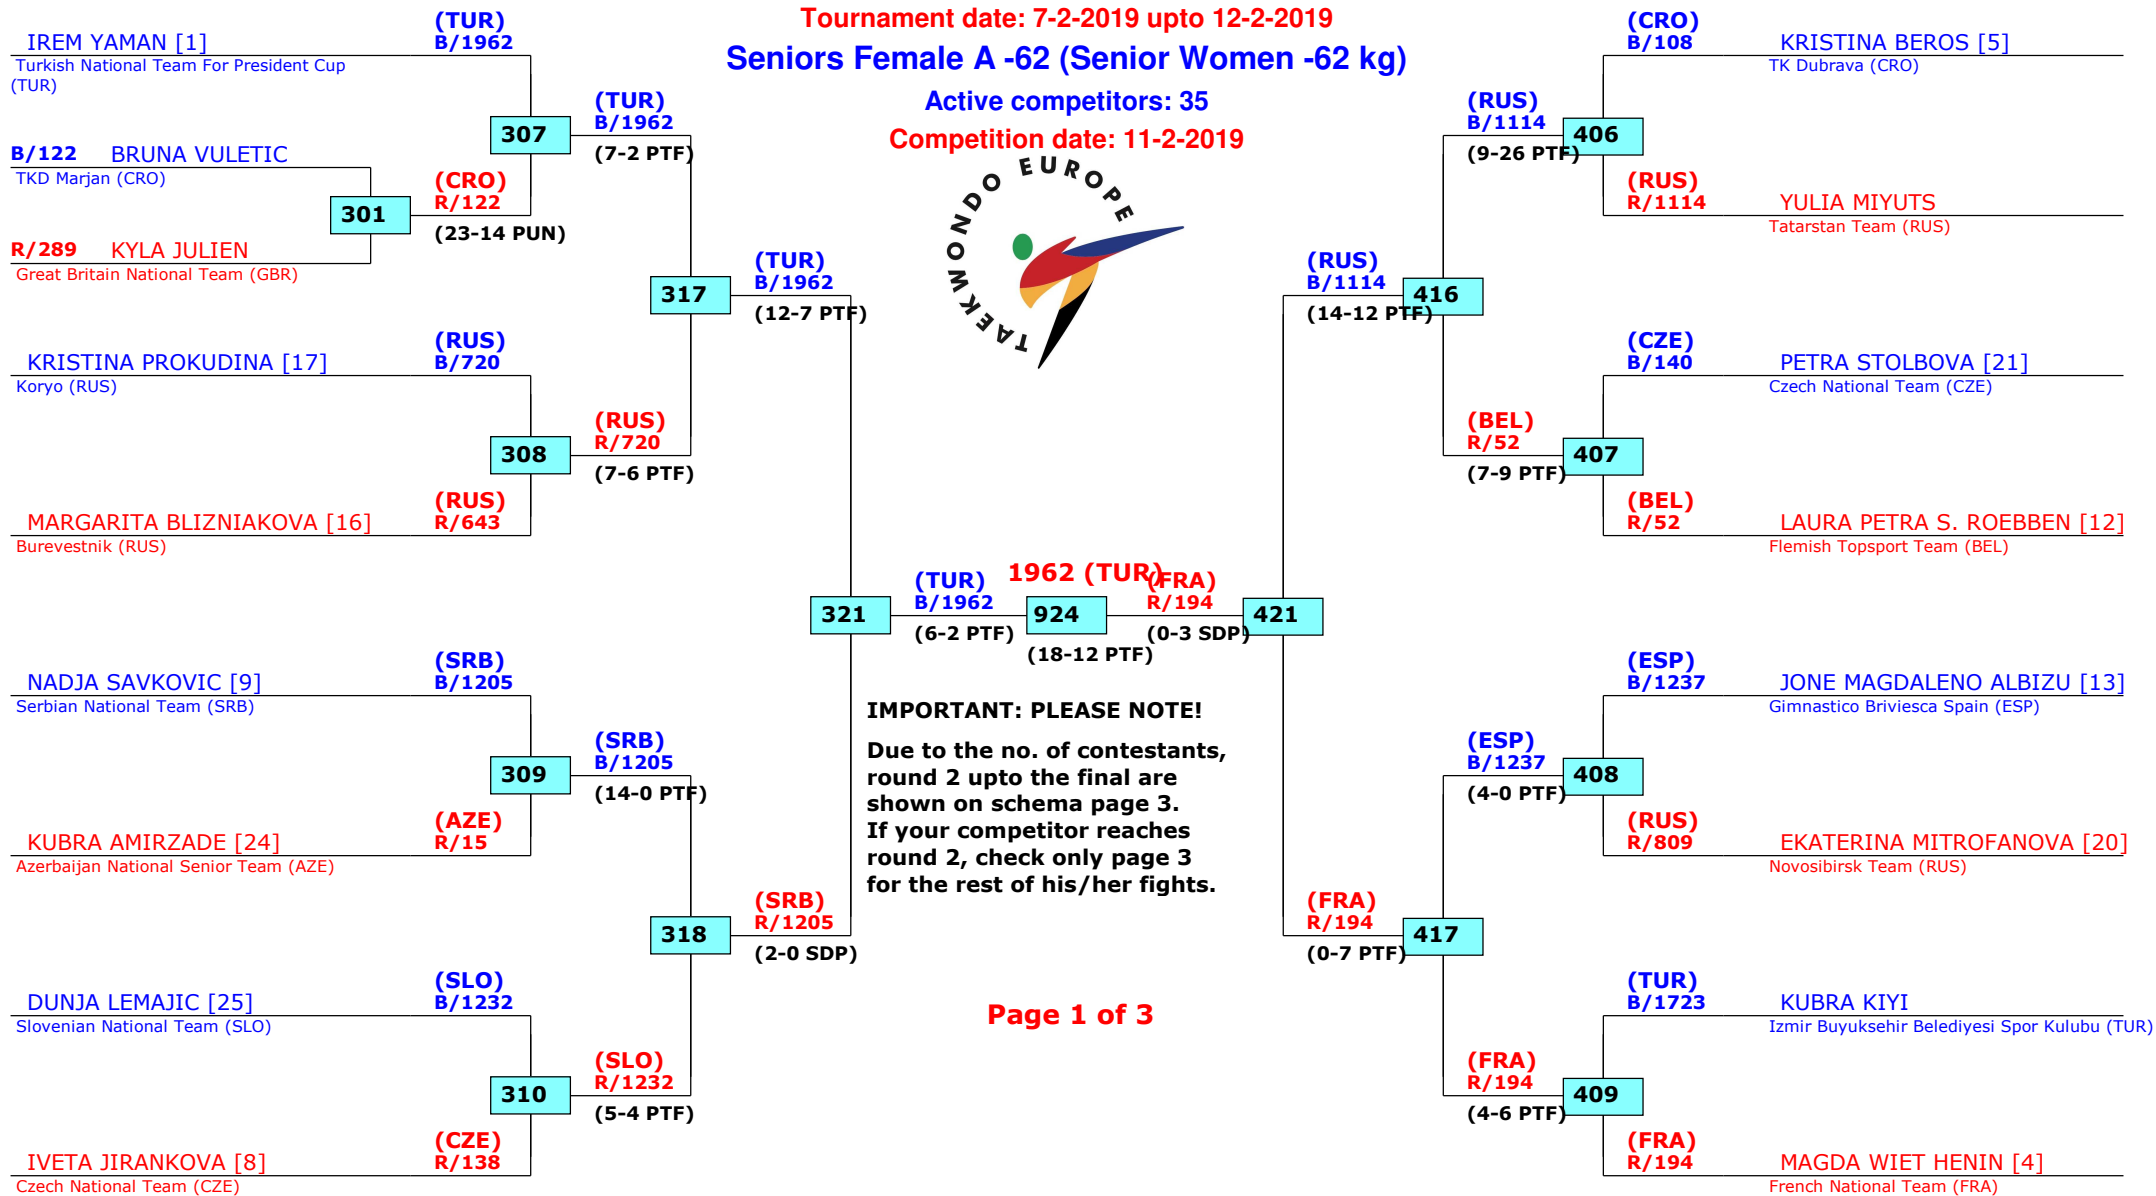 Tournament date: 7-2-2019 upto 12-2-2019
Seniors Female A -62 (Senior Women -62 kg)
Active competitors: 35
Competition date: 11-2-2019
TAEKWONDO EUROPE
IREM YAMAN [1]
(TUR)
B/1962
Turkish National Team For President Cup
(TUR)
307
(TUR)
B/1962
(7-2 PTF)
B/122 BRUNA VULETIC
TKD Marjan (CRO)
301
(CRO)
R/122
(23-14 PUN)
R/289 KYLA JULIEN
Great Britain National Team (GBR)
317
(TUR)
B/1962
(12-7 PTF)
KRISTINA PROKUDINA [17]
(RUS)
B/720
Koryo (RUS)
308
(RUS)
R/720
(7-6 PTF)
MARGARITA BLIZNIAKOVA [16]
(RUS)
R/643
Burevestnik (RUS)
321
(TUR)
B/1962
(6-2 PTF)
1962 (TUR)
924
(18-12 PTF)
(FRA)
R/194
(0-3 SDP)
421
NADJA SAVKOVIC [9]
(SRB)
B/1205
Serbian National Team (SRB)
309
(SRB)
B/1205
(14-0 PTF)
KUBRA AMIRZADE [24]
(AZE)
R/15
Azerbaijan National Senior Team (AZE)
318
(SRB)
R/1205
(2-0 SDP)
DUNJA LEMAJIC [25]
(SLO)
B/1232
Slovenian National Team (SLO)
310
(SLO)
R/1232
(5-4 PTF)
IVETA JIRANKOVA [8]
(CZE)
R/138
Czech National Team (CZE)
IMPORTANT: PLEASE NOTE!
Due to the no. of contestants,
round 2 upto the final are
shown on schema page 3.
If your competitor reaches
round 2, check only page 3
for the rest of his/her fights.
Page 1 of 3
(CRO)
B/108
KRISTINA BEROS [5]
TK Dubrava (CRO)
(RUS)
B/1114
(9-26 PTF)
406
(RUS)
R/1114
YULIA MIYUTS
Tatarstan Team (RUS)
(RUS)
B/1114
(14-12 PTF)
416
(CZE)
B/140
PETRA STOLBOVA [21]
Czech National Team (CZE)
(BEL)
R/52
(7-9 PTF)
407
(BEL)
R/52
LAURA PETRA S. ROEBBEN [12]
Flemish Topsport Team (BEL)
(ESP)
B/1237
JONE MAGDALENO ALBIZU [13]
Gimnastico Briviesca Spain (ESP)
(ESP)
B/1237
(4-0 PTF)
408
(RUS)
R/809
EKATERINA MITROFANOVA [20]
Novosibirsk Team (RUS)
(FRA)
R/194
(0-7 PTF)
417
(TUR)
B/1723
KUBRA KIYI
Izmir Buyuksehir Belediyesi Spor Kulubu (TUR)
(FRA)
R/194
(4-6 PTF)
409
(FRA)
R/194
MAGDA WIET HENIN [4]
French National Team (FRA)